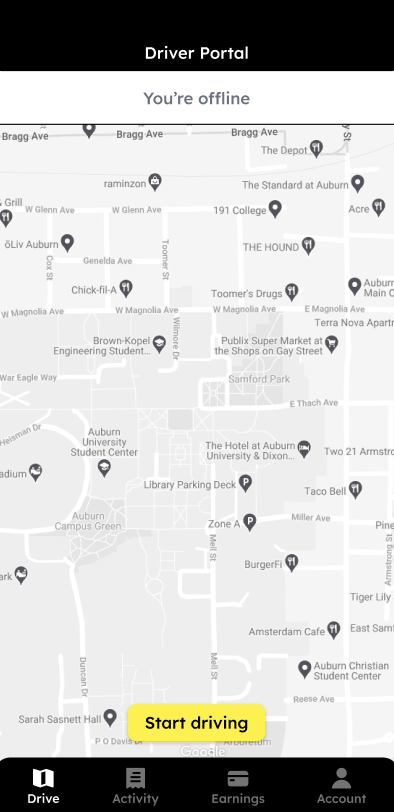 Driver Portal
You're offline
Bragg Ave
Bragg Ave
Bragg Ave
The Depot
raminzon
The Standard at Auburn
& Grill
W Glenn Ave
W Glenn Ave
191 College
Acre
ōLiv Auburn
Toomer St
THE HOUND
Cox St
Genelda Ave
Chick-fil-A
Toomer's Drugs
Auburn
Main C
W Magnolia Ave
W Magnolia Ave
W Magnolia Ave
E Magnolia Ave
Terra Nova Apartr
Wilmore Dr
Brown-Kopel
Engineering Student...
Publix Super Market at
the Shops on Gay Street
War Eagle Way
Samford Park
E Thach Ave
Heisman Dr
Auburn
University
Student Center
The Hotel at Auburn
University & Dixon...
Two 21 Armstro
adium
Library Parking Deck
Taco Bell
Auburn
Campus Green
Zone A
Miller Ave
Pine
Mell St
Armstrong St
BurgerFi
ark
Tiger Lily
Amsterdam Cafe
East Sam
Mell St
Duncan Dr
Auburn Christian
Student Center
Reese Ave
Sarah Sasnett Hall
Start driving
P O Davis Dr
Arboretum
Google
Drive
Activity
Earnings
Account